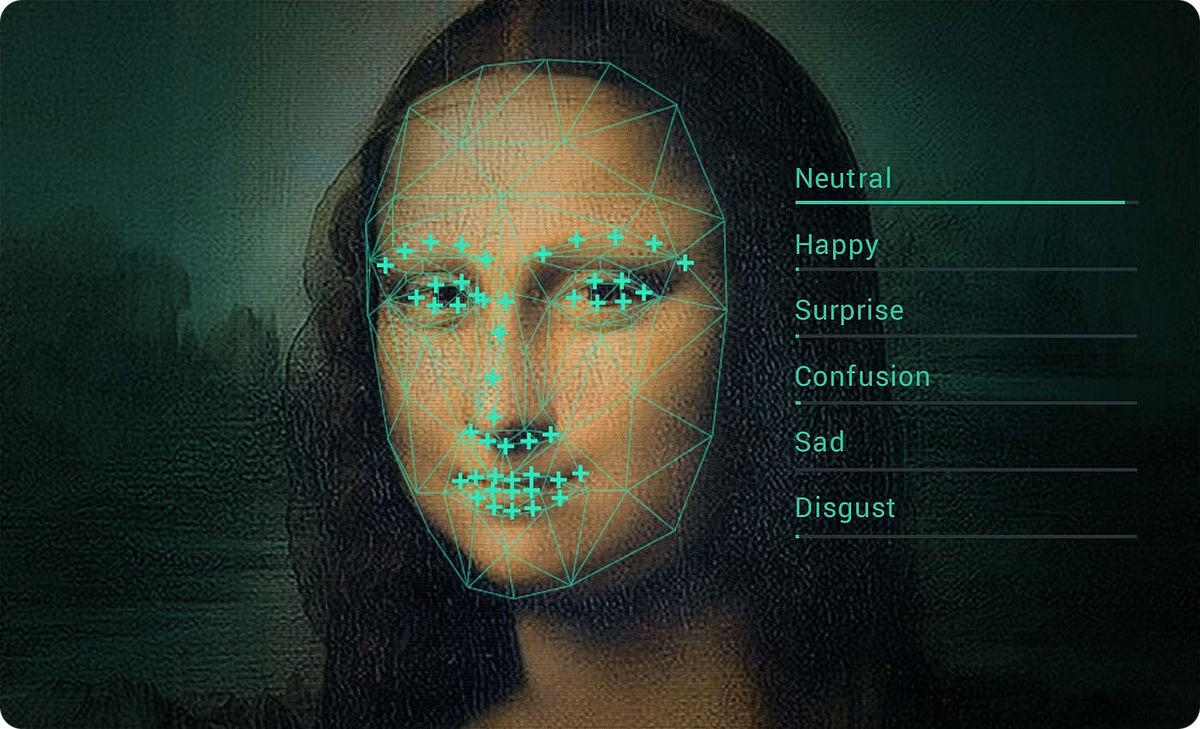 Neutral
Happy
Surprise
Confusion
Sad
Disgust